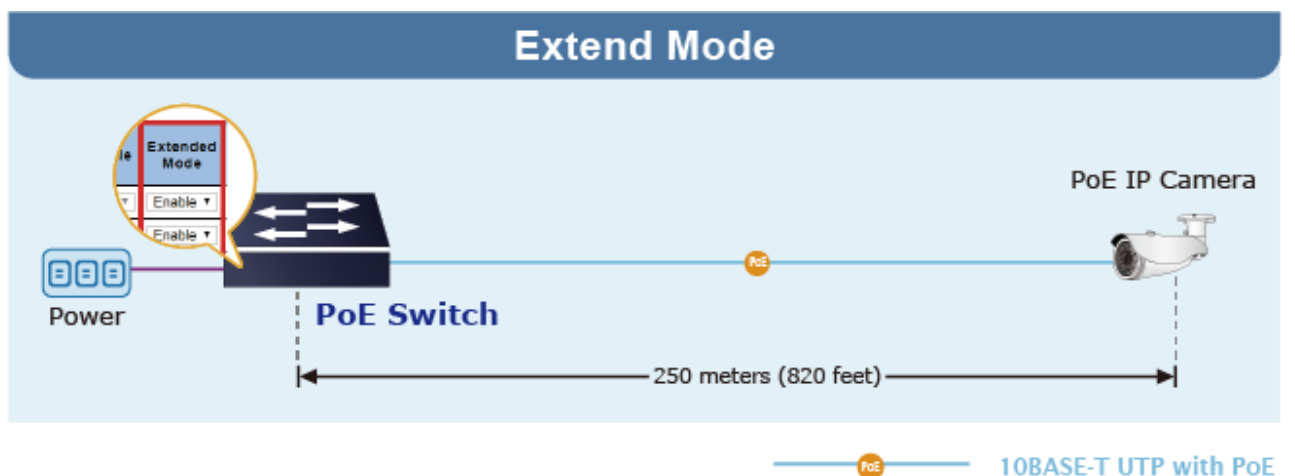 Extend Mode
le
Extended
Mode
Enable
Enable
PoE IP Camera
PoE
Power
PoE Switch
250 meters (820 feet)
PoE
10BASE-T UTP with PoE